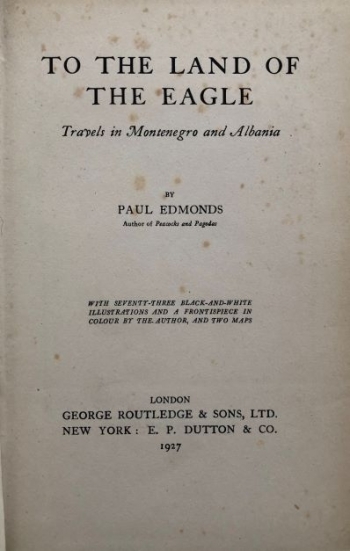 TO THE LAND OF
THE EAGLE
Travels in Montenegro and Albania
BY
PAUL EDMONDS
Author of Peacocks and Pagodas
WITH SEVENTY-THREE BLACK-AND-WHITE
ILLUSTRATIONS AND A FRONTISPIECE IN
COLOUR BY THE AUTHOR, AND TWO MAPS
LONDON
GEORGE ROUTLEDGE & SONS, LTD.
NEW YORK: E. P. DUTTON & CO.
1927